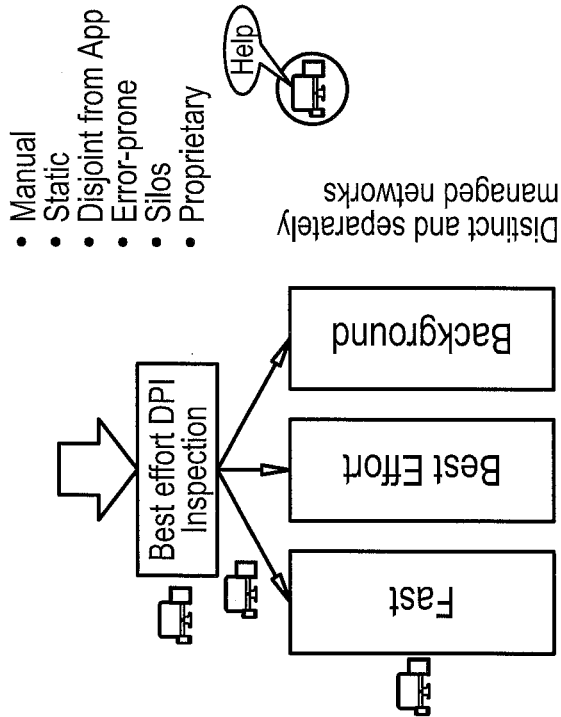 • Manual
• Static
• Disjoint from App
• Error-prone
• Silos
• Proprietary
Help
Best effort DPI
Inspection
Fast
Best Effort
Background
Distinct and separately
managed networks